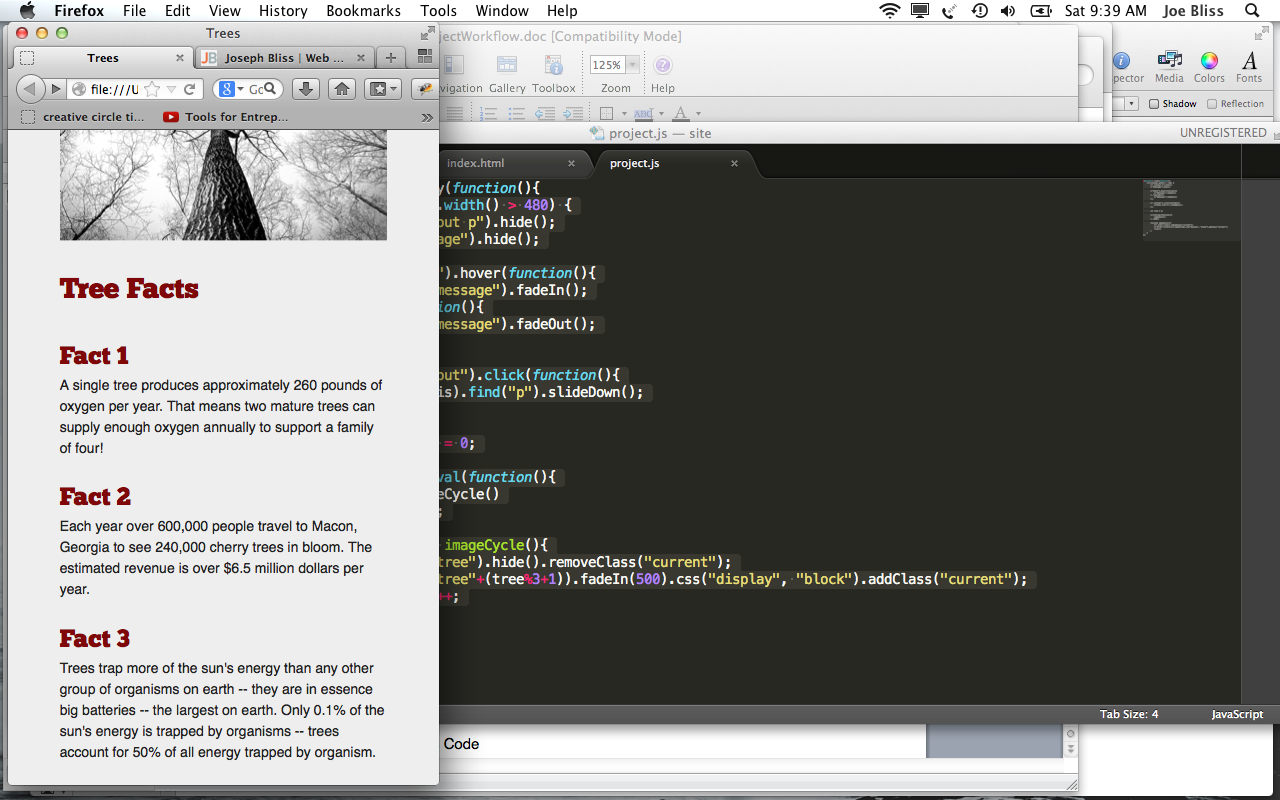 Firefox File Edit View History Bookmarks Tools Window Help Sat 9:39 AM Joe Bliss
Trees
Trees Joseph Bliss | Web ...
file:///U
creative circle ti... Tools for Entrep...
Tree Facts
Fact 1
A single tree produces approximately 260 pounds of
oxygen per year. That means two mature trees can
supply enough oxygen annually to support a family
of four!
Fact 2
Each year over 600,000 people travel to Macon,
Georgia to see 240,000 cherry trees in bloom. The
estimated revenue is over $6.5 million dollars per
year.
Fact 3
Trees trap more of the sun's energy than any other
group of organisms on earth -- they are in essence
big batteries -- the largest on earth. Only 0.1% of the
sun's energy is trapped by organisms -- trees
account for 50% of all energy trapped by organism.
jectWorkflow.doc [Compatibility Mode]
125%
vigation Gallery Toolbox Zoom Help
pector Media Colors Fonts
Shadow Reflection
project.js — site UNREGISTERED
index.html project.js
y(function(){
.width() > 480) {
out p").hide();
age").hide();
").hover(function(){
message").fadeIn();
ion(){
message").fadeOut();
out").click(function(){
is).find("p").slideDown();
= 0;
val(function(){
eCycle()
;
imageCycle(){
tree").hide().removeClass("current");
tree"+(tree%3+1)).fadeIn(500).css("display", "block").addClass("current");
++;
Tab Size: 4 JavaScript
Code